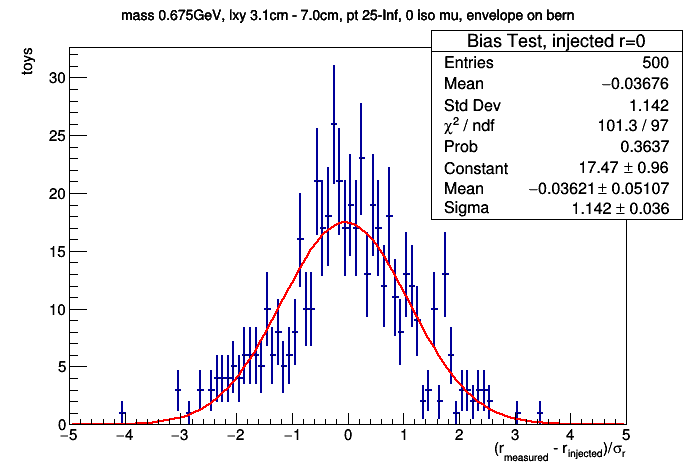 mass 0.675GeV, lxy 3.1cm - 7.0cm, pt 25-Inf, 0 Iso mu, envelope on bern
Bias Test, injected r=0
Entries 500
Mean −0.03676
Std Dev 1.142
χ² / ndf 101.3 / 97
Prob 0.3637
Constant 17.47 ± 0.96
Mean −0.03621 ± 0.05107
Sigma 1.142 ± 0.036
toys
30
25
20
15
10
5
0
−5 −4 −3 −2 −1 0 1 2 3 4 5
(r_measured - r_injected)/σ_r